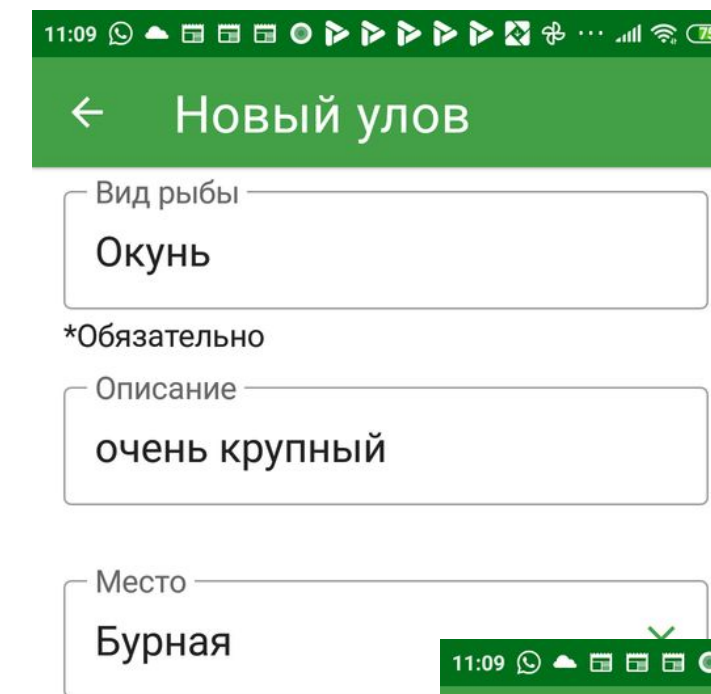 11:09
Новый улов
Вид рыбы
Окунь
*Обязательно
Описание
очень крупный
Место
Бурная
11:09